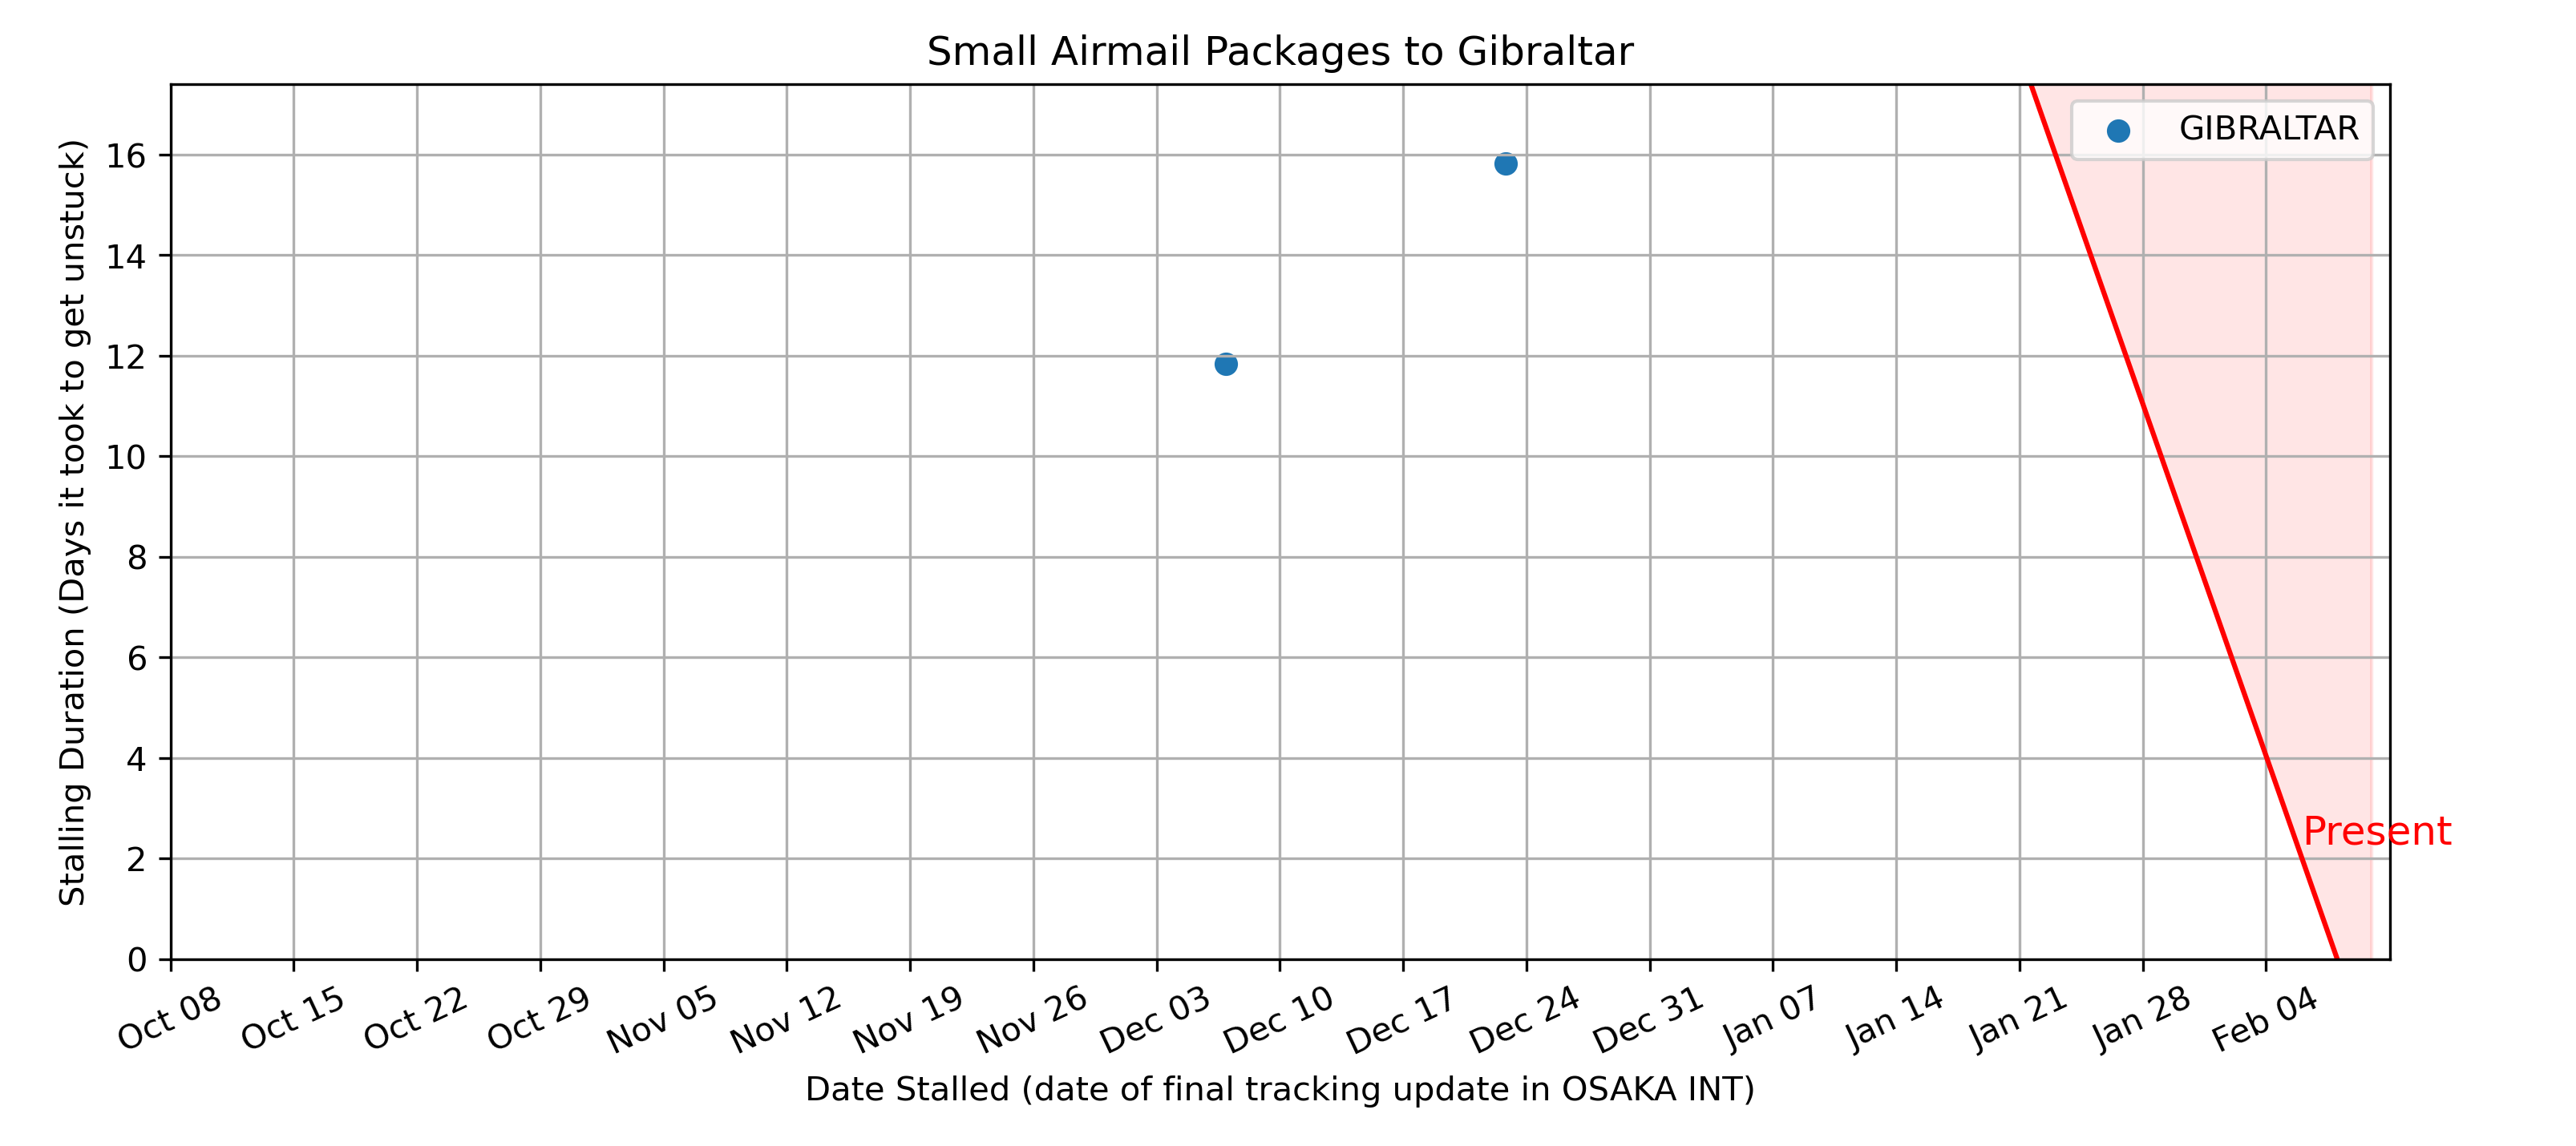 Small Airmail Packages to Gibraltar
GIBRALTAR
Stalling Duration (Days it took to get unstuck)
16
14
12
10
8
6
4
2
0
Present
Oct 08
Oct 15
Oct 22
Oct 29
Nov 05
Nov 12
Nov 19
Nov 26
Dec 03
Dec 10
Dec 17
Dec 24
Dec 31
Jan 07
Jan 14
Jan 21
Jan 28
Feb 04
Date Stalled (date of final tracking update in OSAKA INT)